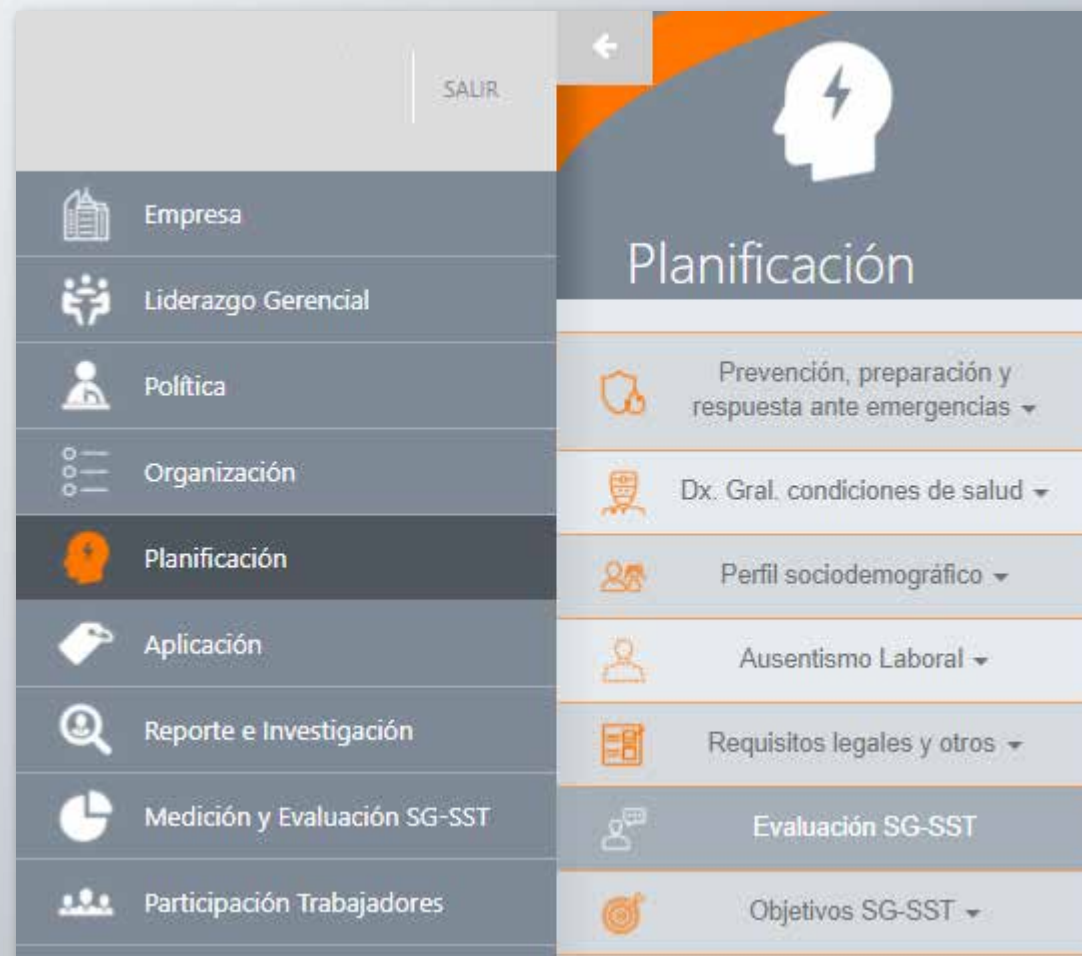 SALIR
Empresa
Liderazgo Gerencial
Política
Organización
Planificación
Aplicación
Reporte e Investigación
Medición y Evaluación SG-SST
Participación Trabajadores
Planificación
Prevención, preparación y
respuesta ante emergencias
Dx. Gral. condiciones de salud
Perfil sociodemográfico
Ausentismo Laboral
Requisitos legales y otros
Evaluación SG-SST
Objetivos SG-SST